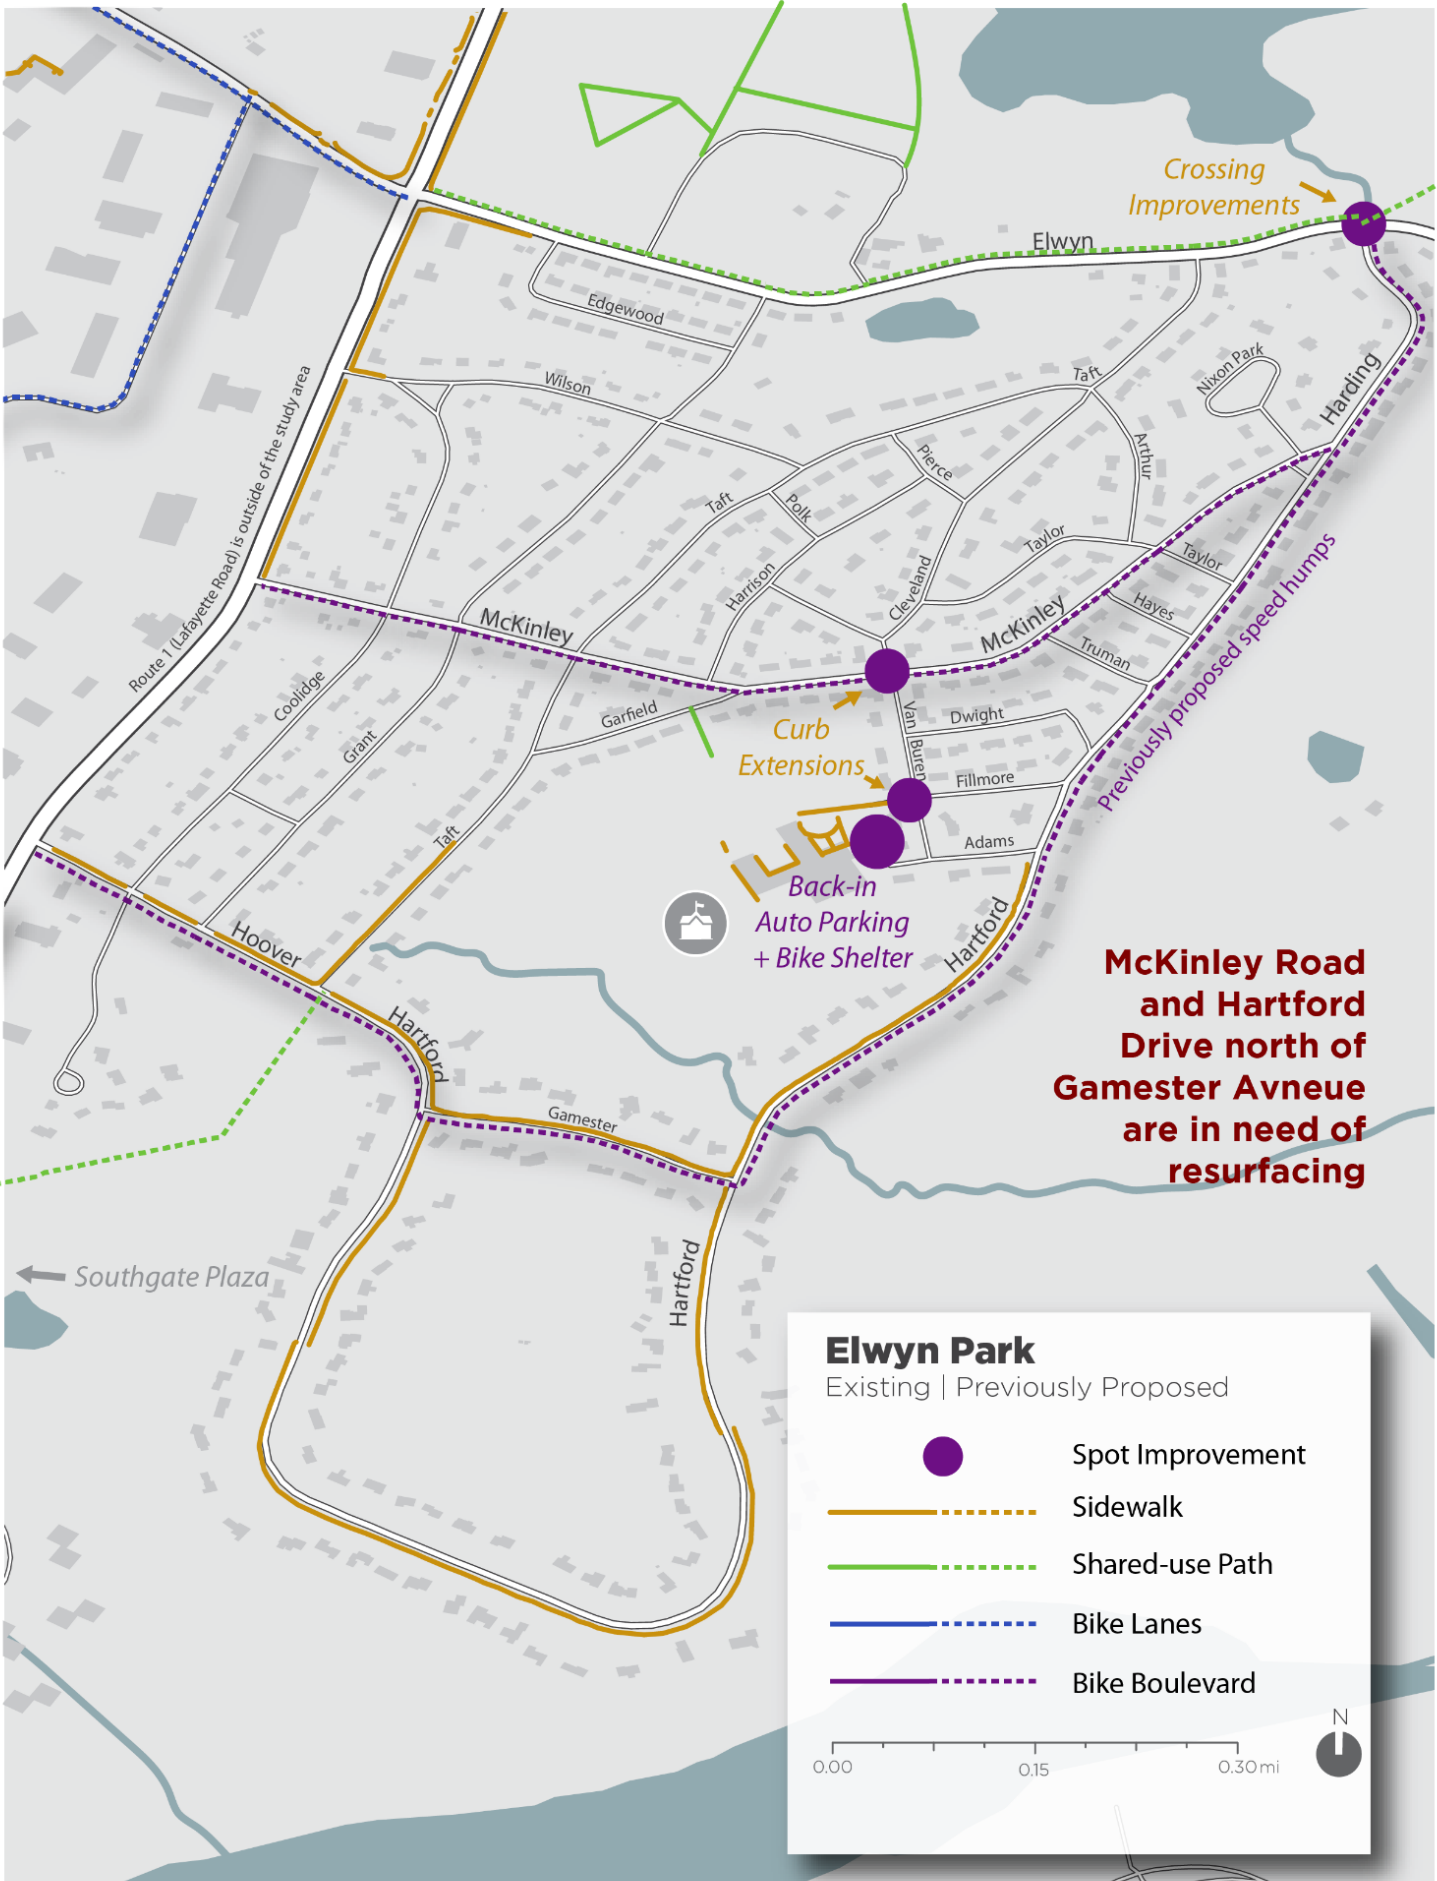 Crossing
Improvements
Elwyn
Edgewood
Wilson
Taft
Nixon Park
Harding
Pierce
Arthur
Taft
Polk
Route 1 (Lafayette Road) is outside of the study area
Taylor
Taylor
Harrison
Cleveland
McKinley
McKinley
Hayes
Truman
Previously proposed speed humps
Coolidge
Grant
Garfield
Van Buren
Dwight
Curb
Extensions
Fillmore
Adams
Taft
Back-in
Auto Parking
+ Bike Shelter
Hoover
Hartford
McKinley Road
and Hartford
Drive north of
Gamester Avneue
are in need of
resurfacing
Hartford
Gamester
Southgate Plaza
Hartford
Elwyn Park
Existing | Previously Proposed
Spot Improvement
Sidewalk
Shared-use Path
Bike Lanes
Bike Boulevard
N
0.00 0.15 0.30 mi